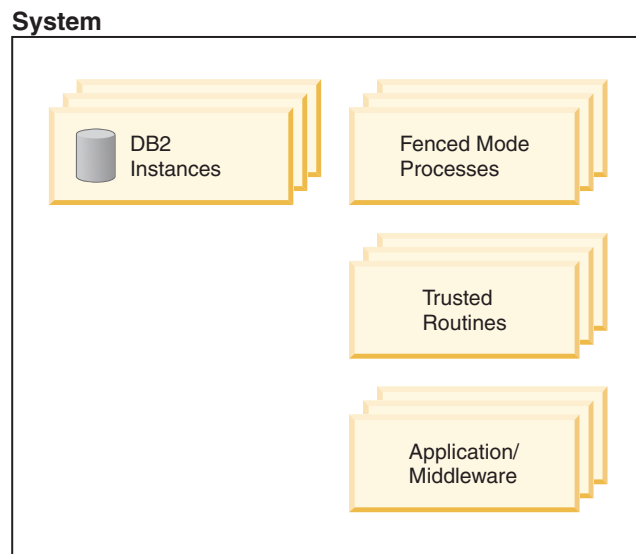 System
DB2
Instances
Fenced Mode
Processes
Trusted
Routines
Application/
Middleware